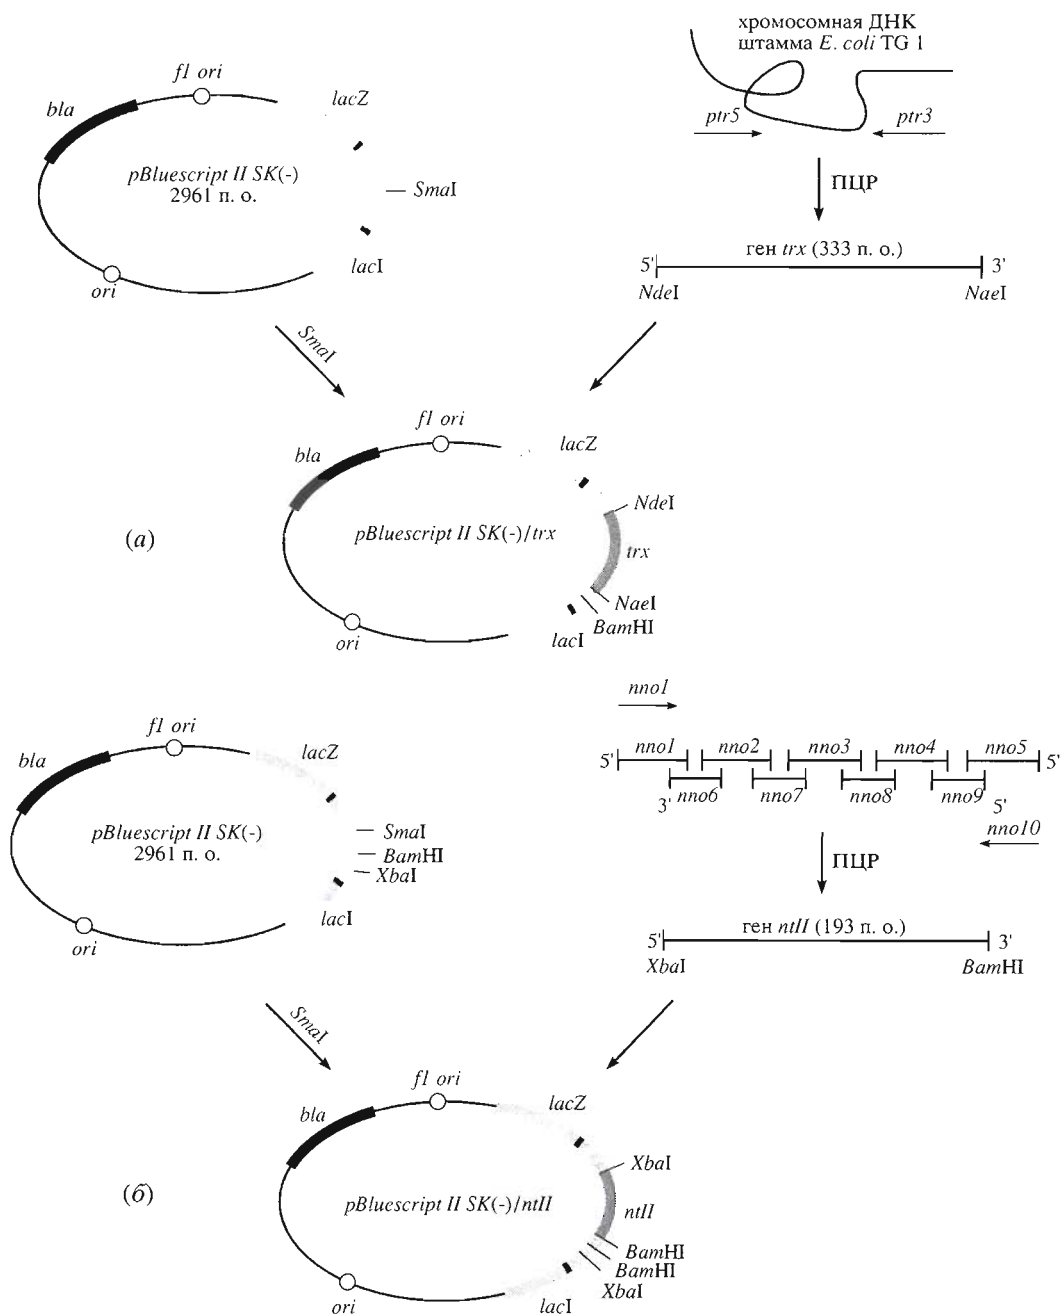 хромосомная ДНК
штамма E. coli TG 1
f1 ori
bla
lacZ
ptr5
ptr3
pBluescript II SK(-)
2961 п. о.
SmaI
ПЦР
lacI
ori
ген trx (333 п. о.)
5'
3'
NdeI
NaeI
SmaI
f1 ori
bla
lacZ
NdeI
(а)
pBluescript II SK(-)/trx
trx
NaeI
BamHI
lacI
ori
nno1
f1 ori
lacZ
bla
5' nno1 nno2 nno3 nno4 nno5 5'
3' nno6 nno7 nno8 nno9 5'
nno10
pBluescript II SK(-)
2961 п. о.
SmaI
BamHI
XbaI
ПЦР
lacI
ori
ген ntII (193 п. о.)
5'
3'
XbaI
BamHI
SmaI
f1 ori
bla
lacZ
XbaI
(б)
pBluescript II SK(-)/ntII
ntII
BamHI
BamHI
XbaI
lacI
ori